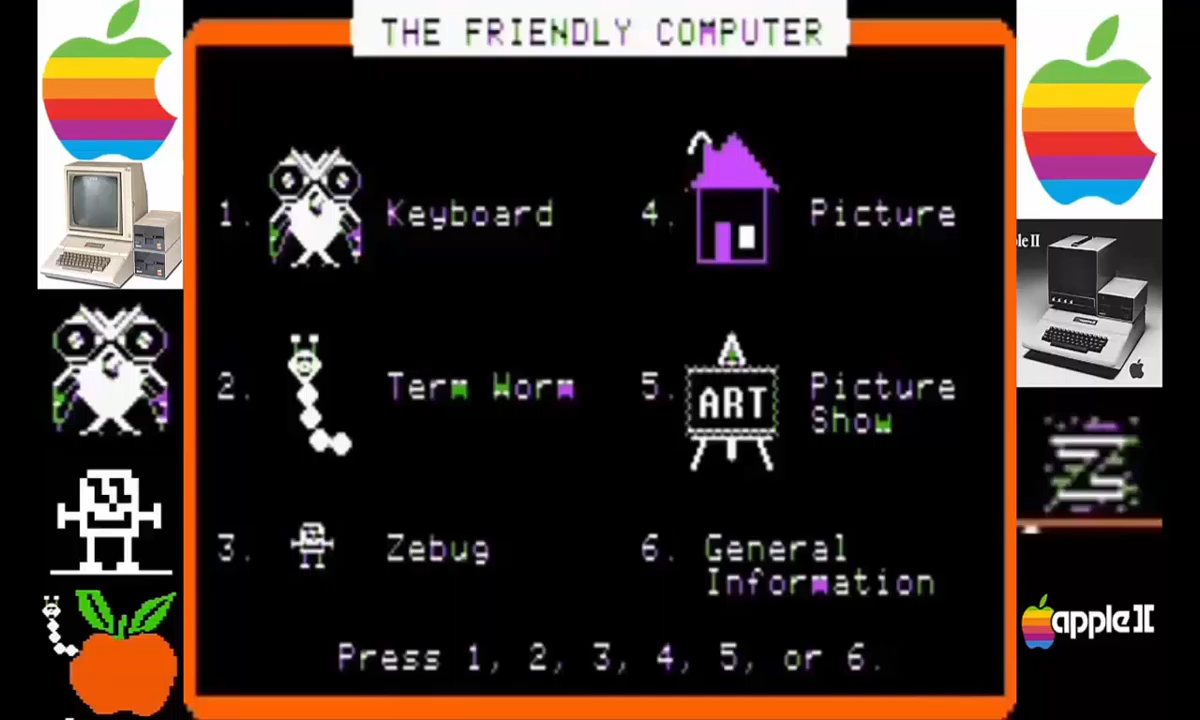 THE FRIENDLY COMPUTER
1. Keyboard
2. Term Worm
3. Zebug
4. Picture
5. Picture
Show
ART
6. General
Information
Press 1, 2, 3, 4, 5, or 6.
le II
apple ][